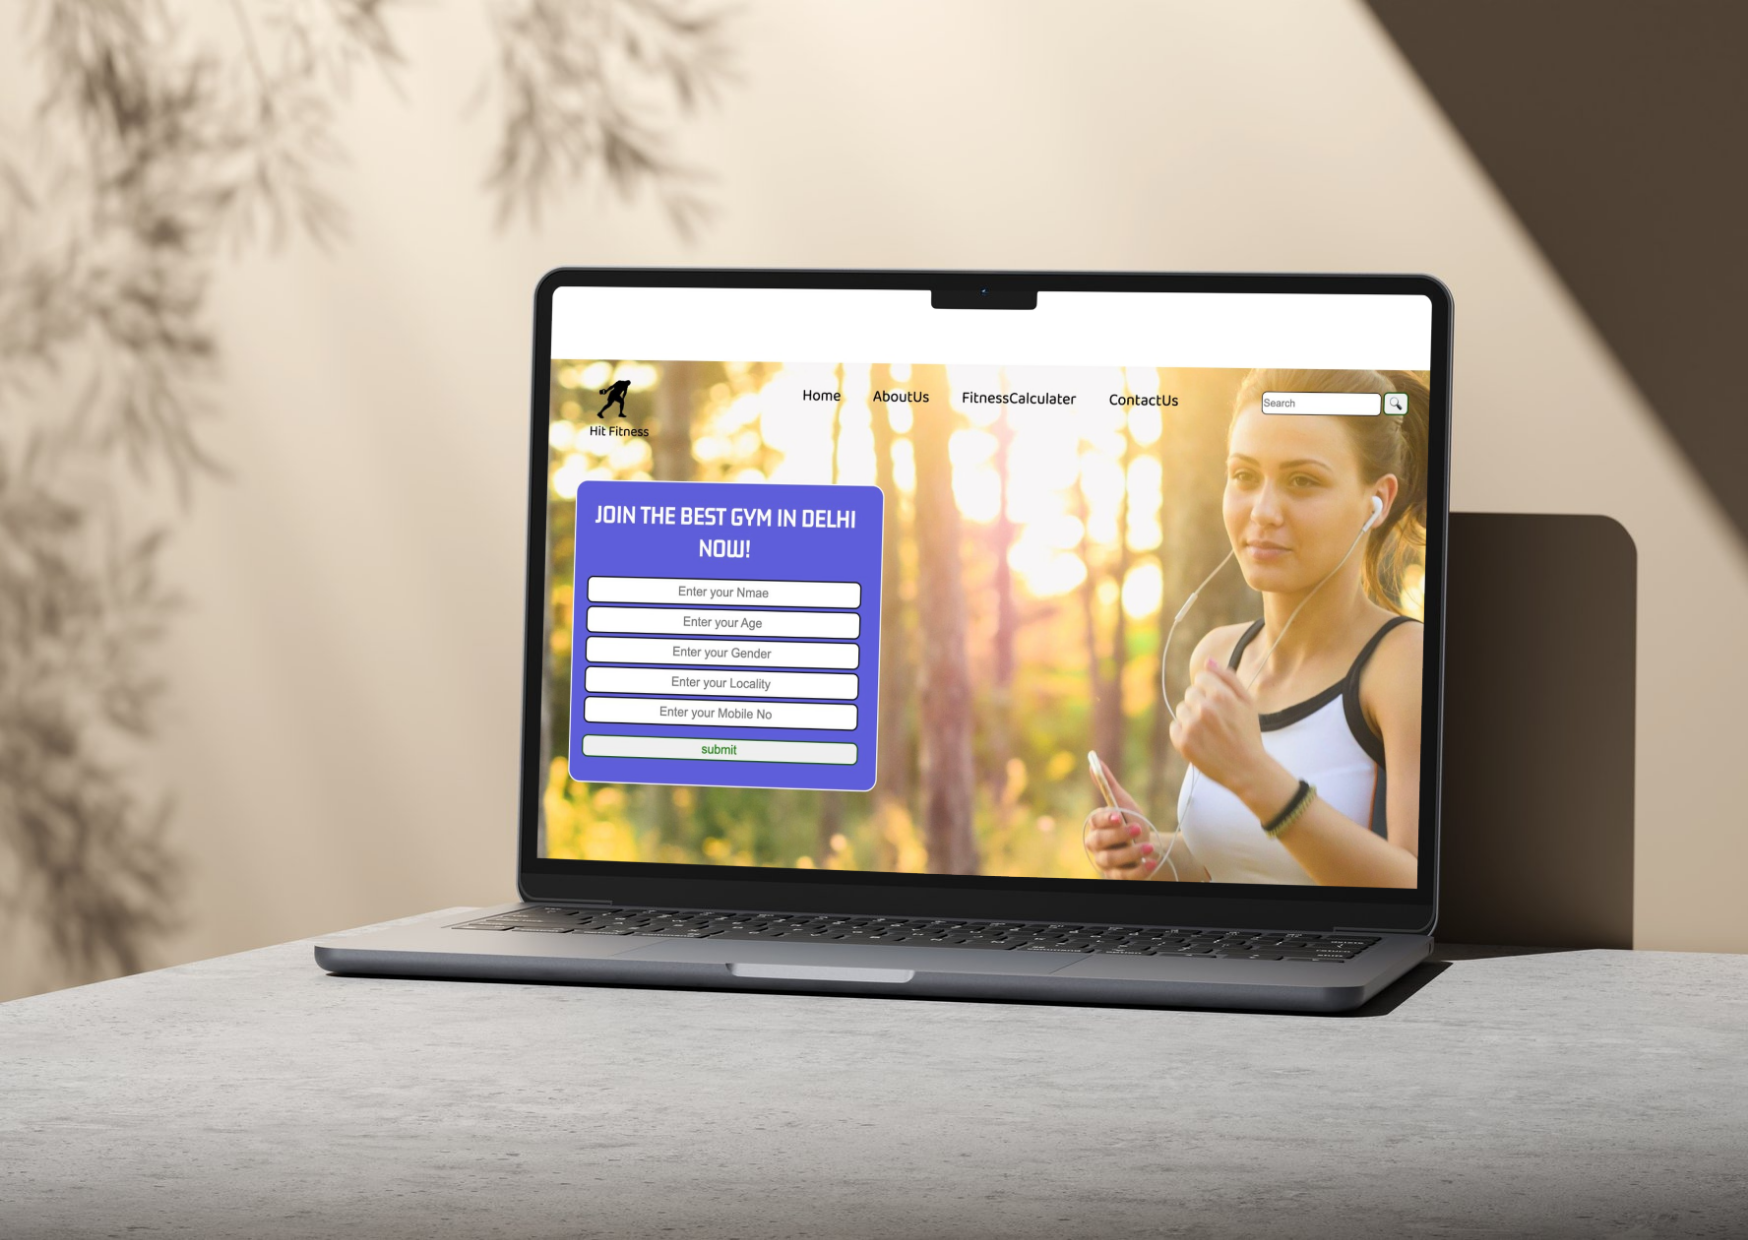 Home
AboutUs
FitnessCalculater
ContactUs
Search
Hit Fitness
JOIN THE BEST GYM IN DELHI
NOW!
Enter your Nmae
Enter your Age
Enter your Gender
Enter your Locality
Enter your Mobile No
submit